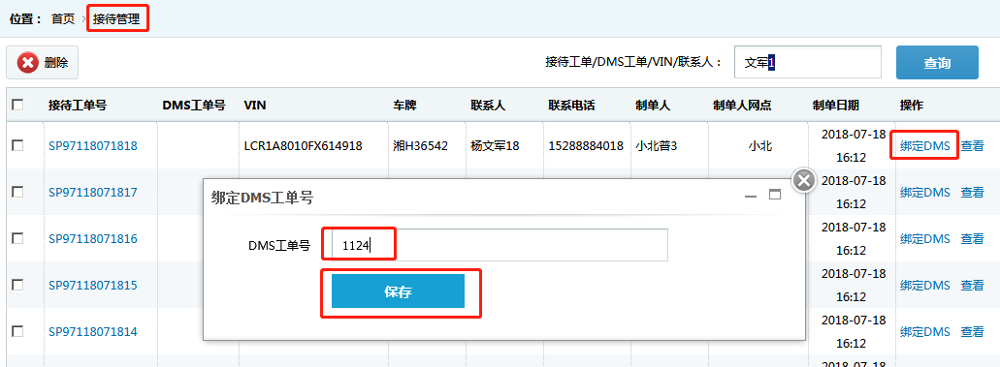 位置： 首页 > 接待管理
删除 接待工单/DMS工单/VIN/联系人： 文军1 查询
接待工单号 DMS工单号 VIN 车牌 联系人 联系电话 制单人 制单人网点 制单日期 操作
SP97118071818 LCR1A8010FX614918 湘H36542 杨文军18 15288884018 小北普3 小北 2018-07-18 16:12 绑定DMS 查看
SP97118071817 2018-07-18 16:12 绑定DMS 查看
绑定DMS工单号
SP97118071816 2018-07-18 16:12 绑定DMS 查看
DMS工单号 1124
SP97118071815 2018-07-18 16:12 绑定DMS 查看
保存
SP97118071814 2018-07-18 16:12 绑定DMS 查看
2018-07-18